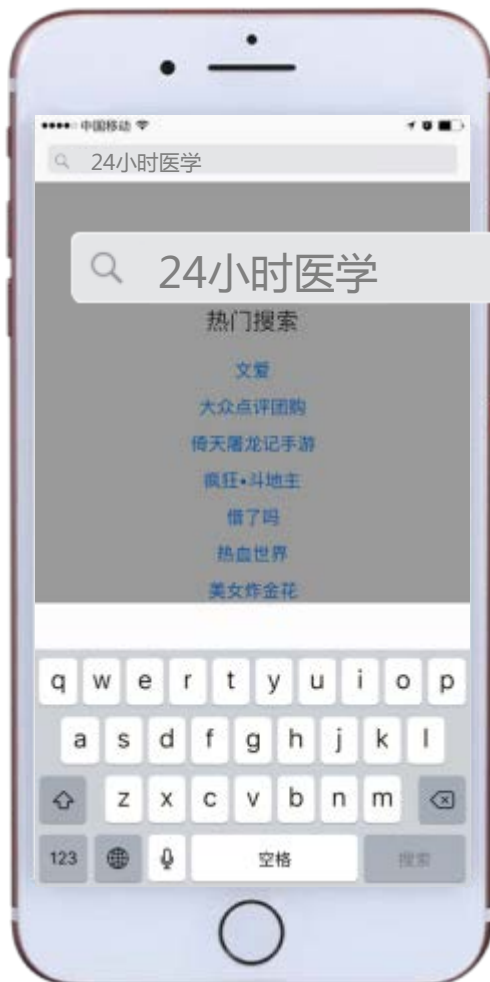 中国移动
24小时医学
24小时医学
热门搜索
文爱
大众点评团购
倚天屠龙记手游
疯狂•斗地主
借了吗
热血世界
美女炸金花
q w e r t y u i o p
a s d f g h j k l
z x c v b n m
123 空格 搜索